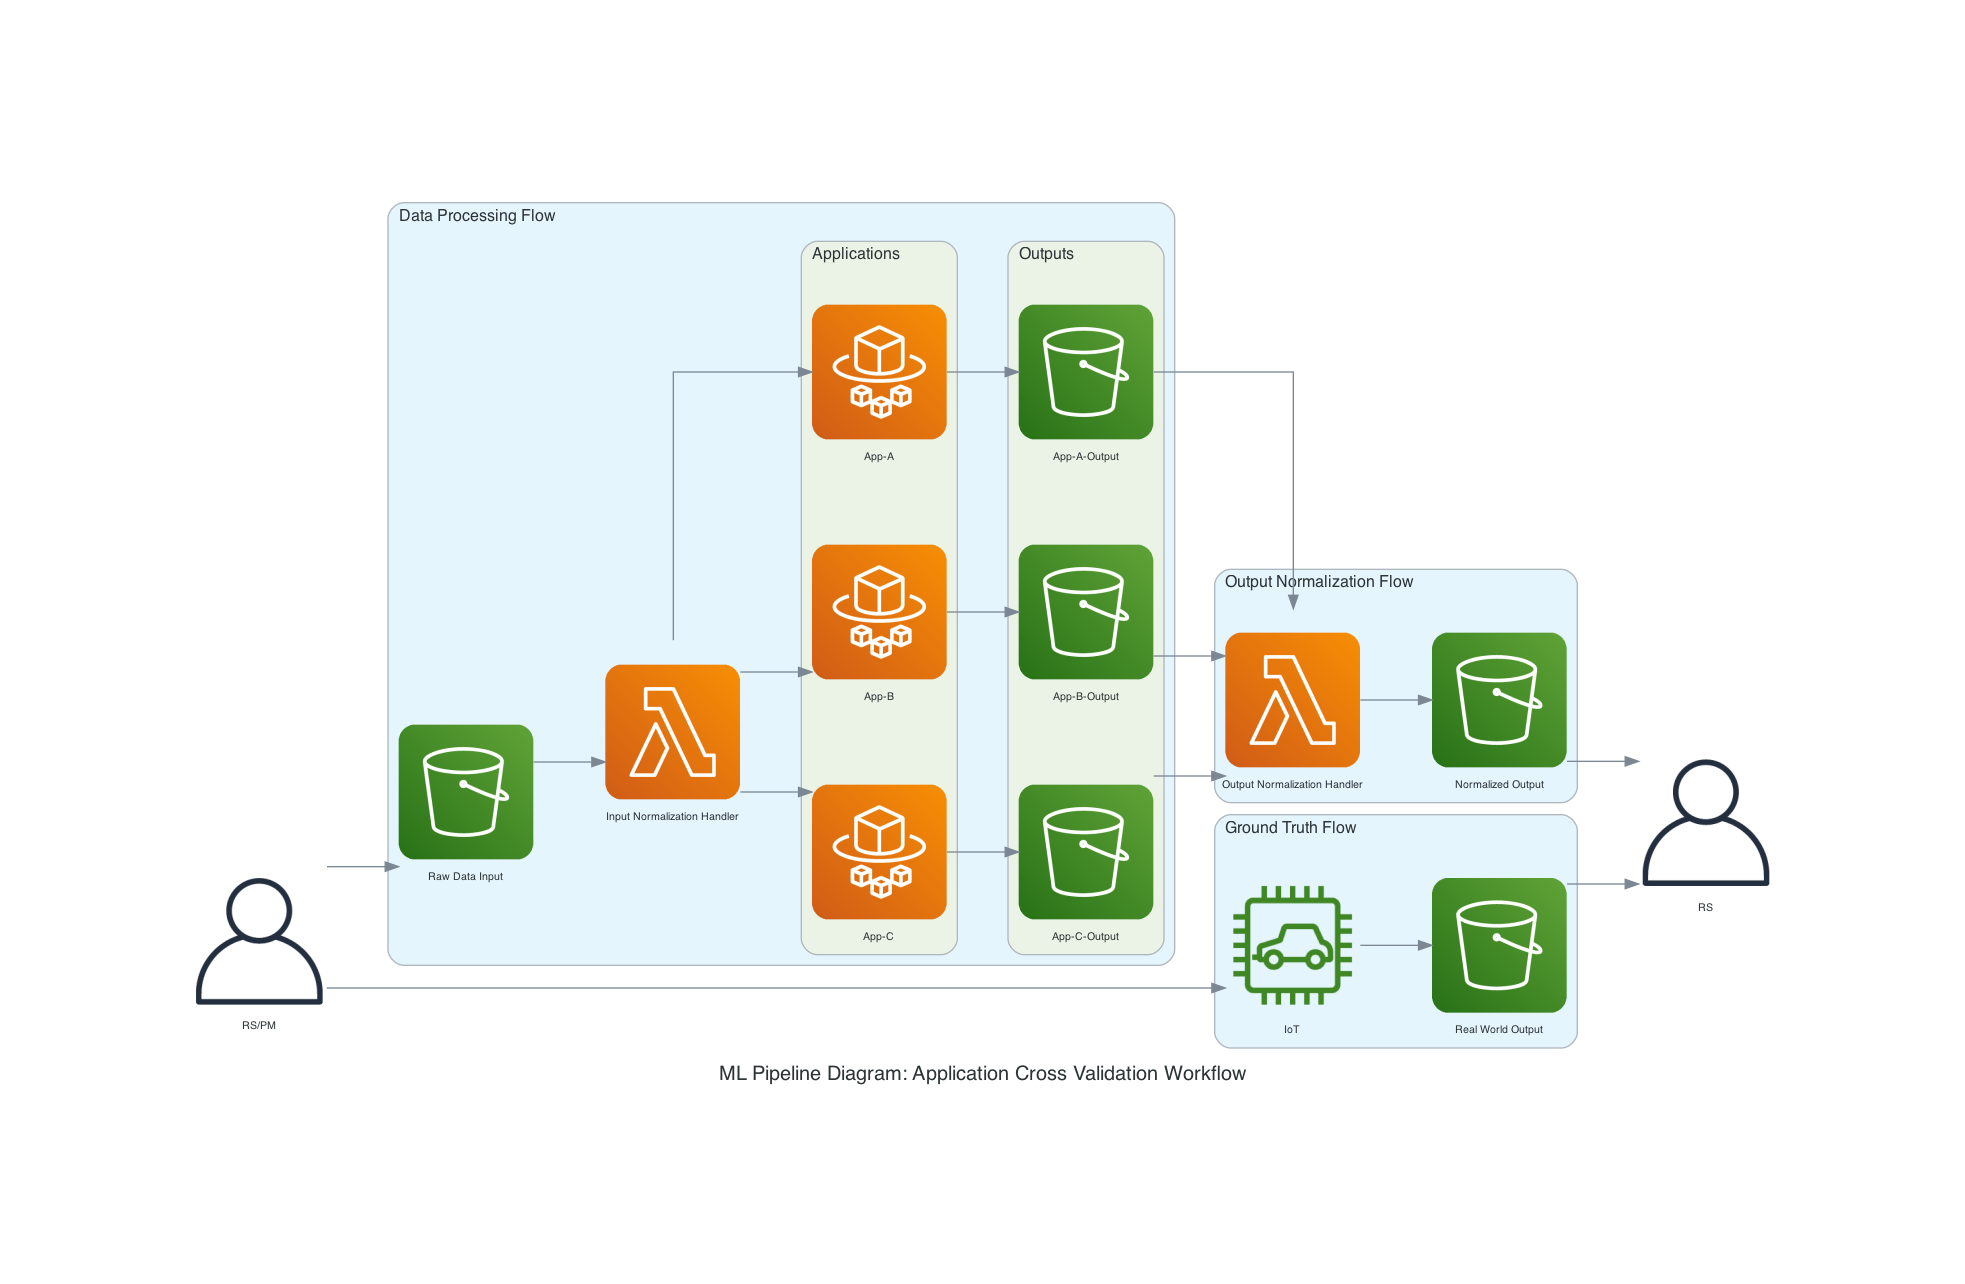 Data Processing Flow
Applications
Outputs
App-A
App-A-Output
App-B
App-B-Output
Output Normalization Flow
Raw Data Input
Input Normalization Handler
App-C
App-C-Output
Output Normalization Handler
Normalized Output
Ground Truth Flow
IoT
Real World Output
RS/PM
RS
ML Pipeline Diagram: Application Cross Validation Workflow